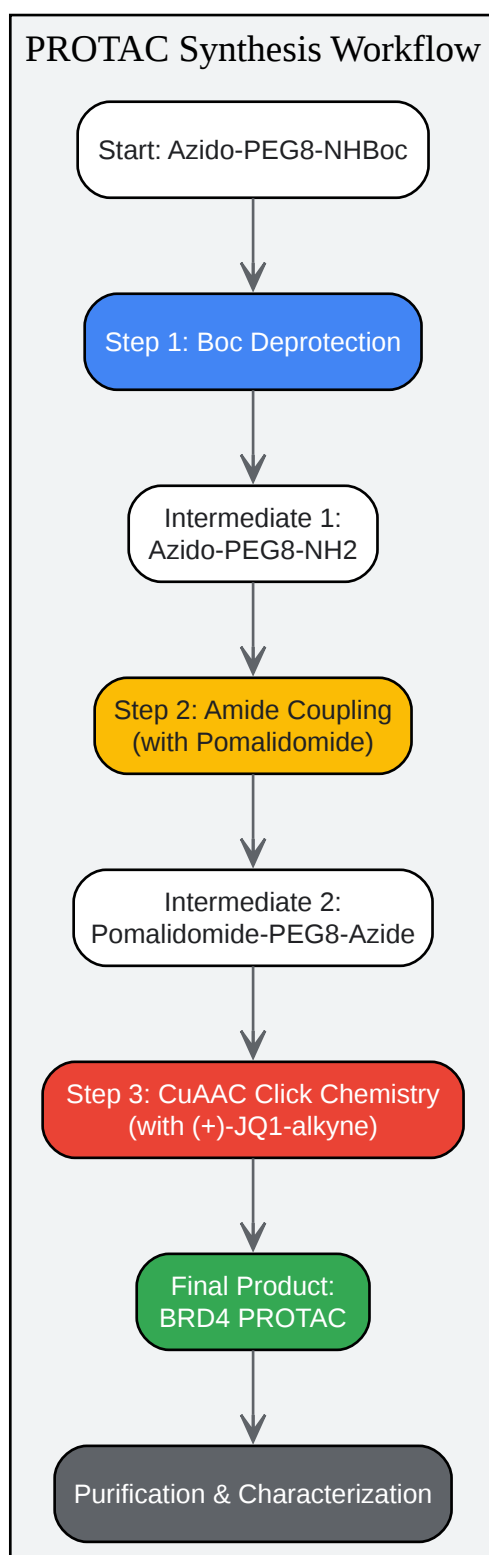 PROTAC Synthesis Workflow
Start: Azido-PEG8-NHBoc
Step 1: Boc Deprotection
Intermediate 1:
Azido-PEG8-NH2
Step 2: Amide Coupling
(with Pomalidomide)
Intermediate 2:
Pomalidomide-PEG8-Azide
Step 3: CuAAC Click Chemistry
(with (+)-JQ1-alkyne)
Final Product:
BRD4 PROTAC
Purification & Characterization